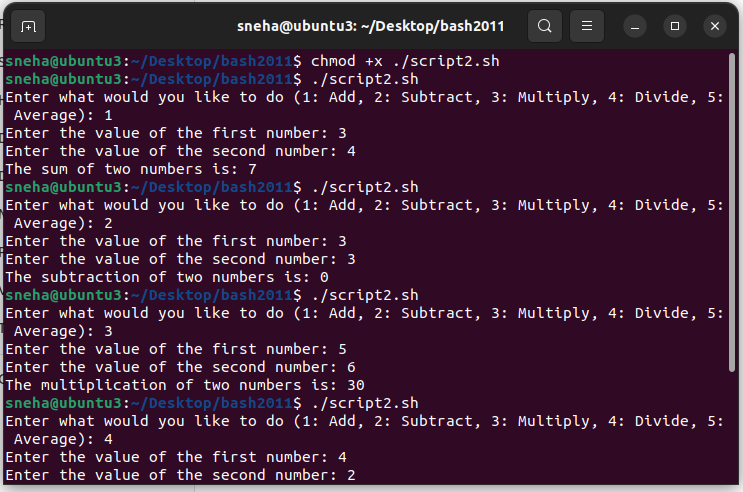 sneha@ubuntu3: ~/Desktop/bash2011
sneha@ubuntu3:~/Desktop/bash2011$ chmod +x ./script2.sh
sneha@ubuntu3:~/Desktop/bash2011$ ./script2.sh
Enter what would you like to do (1: Add, 2: Subtract, 3: Multiply, 4: Divide, 5:
 Average): 1
Enter the value of the first number: 3
Enter the value of the second number: 4
The sum of two numbers is: 7
sneha@ubuntu3:~/Desktop/bash2011$ ./script2.sh
Enter what would you like to do (1: Add, 2: Subtract, 3: Multiply, 4: Divide, 5:
 Average): 2
Enter the value of the first number: 3
Enter the value of the second number: 3
The subtraction of two numbers is: 0
sneha@ubuntu3:~/Desktop/bash2011$ ./script2.sh
Enter what would you like to do (1: Add, 2: Subtract, 3: Multiply, 4: Divide, 5:
 Average): 3
Enter the value of the first number: 5
Enter the value of the second number: 6
The multiplication of two numbers is: 30
sneha@ubuntu3:~/Desktop/bash2011$ ./script2.sh
Enter what would you like to do (1: Add, 2: Subtract, 3: Multiply, 4: Divide, 5:
 Average): 4
Enter the value of the first number: 4
Enter the value of the second number: 2